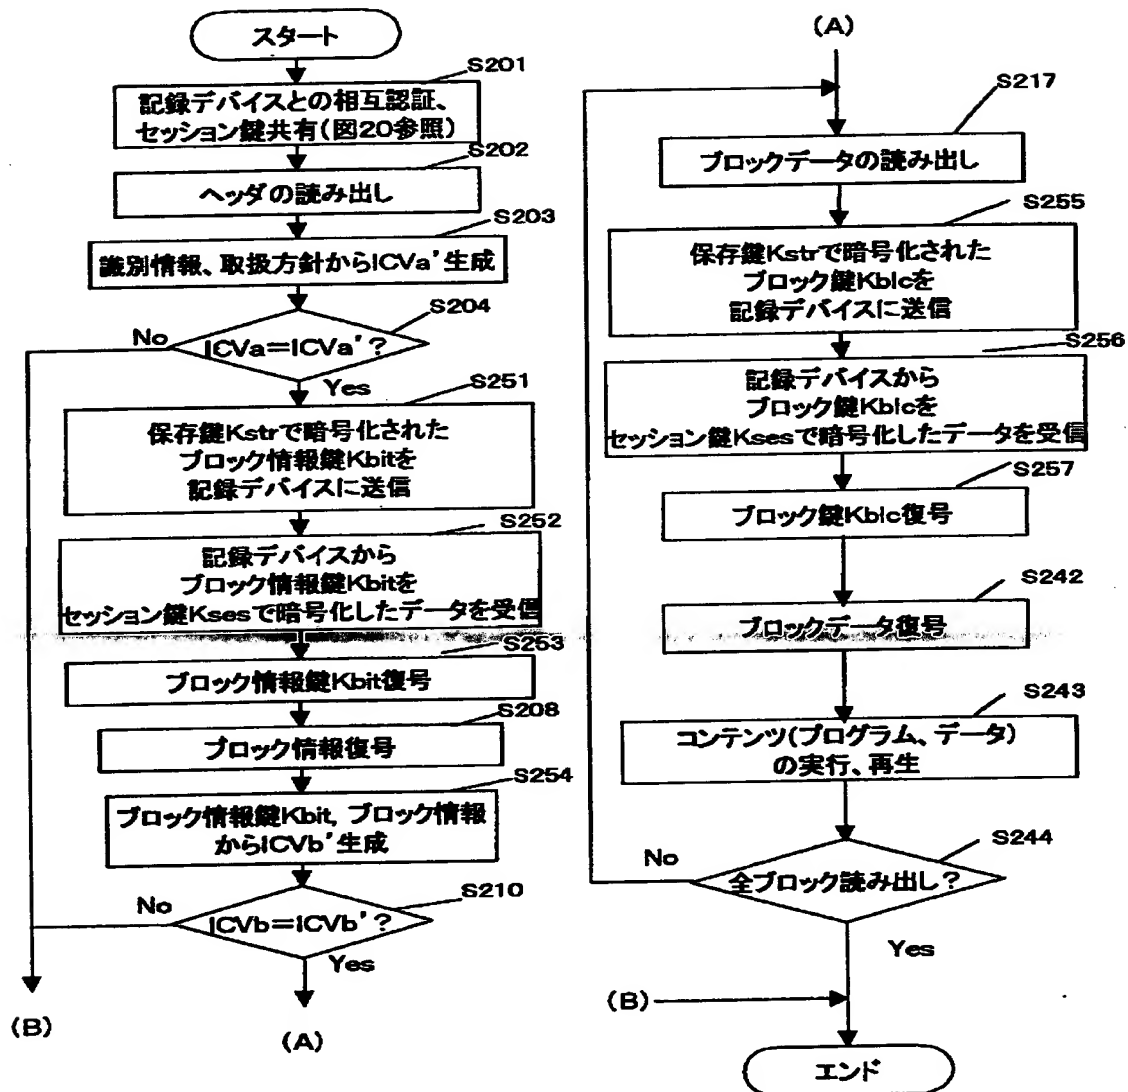 スタート
S201
記録デバイスとの相互認証、
セッション鍵共有(図20参照)
S202
ヘッダの読み出し
S203
識別情報、取扱方針からICVa'生成
S204
No
ICVa=ICVa'?
Yes
S251
保存鍵Kstrで暗号化された
ブロック情報鍵Kbitを
記録デバイスに送信
S252
記録デバイスから
ブロック情報鍵Kbitを
セッション鍵Ksesで暗号化したデータを受信
S253
ブロック情報鍵Kbit復号
S208
ブロック情報復号
S254
ブロック情報鍵Kbit, ブロック情報
からICVb'生成
S210
No
ICVb=ICVb'?
Yes
(B)
(A)
(A)
S217
ブロックデータの読み出し
S255
保存鍵Kstrで暗号化された
ブロック鍵Kblcを
記録デバイスに送信
S256
記録デバイスから
ブロック鍵Kblcを
セッション鍵Ksesで暗号化したデータを受信
S257
ブロック鍵Kblc復号
S242
ブロックデータ復号
S243
コンテンツ(プログラム、データ)
の実行、再生
S244
No
全ブロック読み出し?
Yes
(B)
エンド